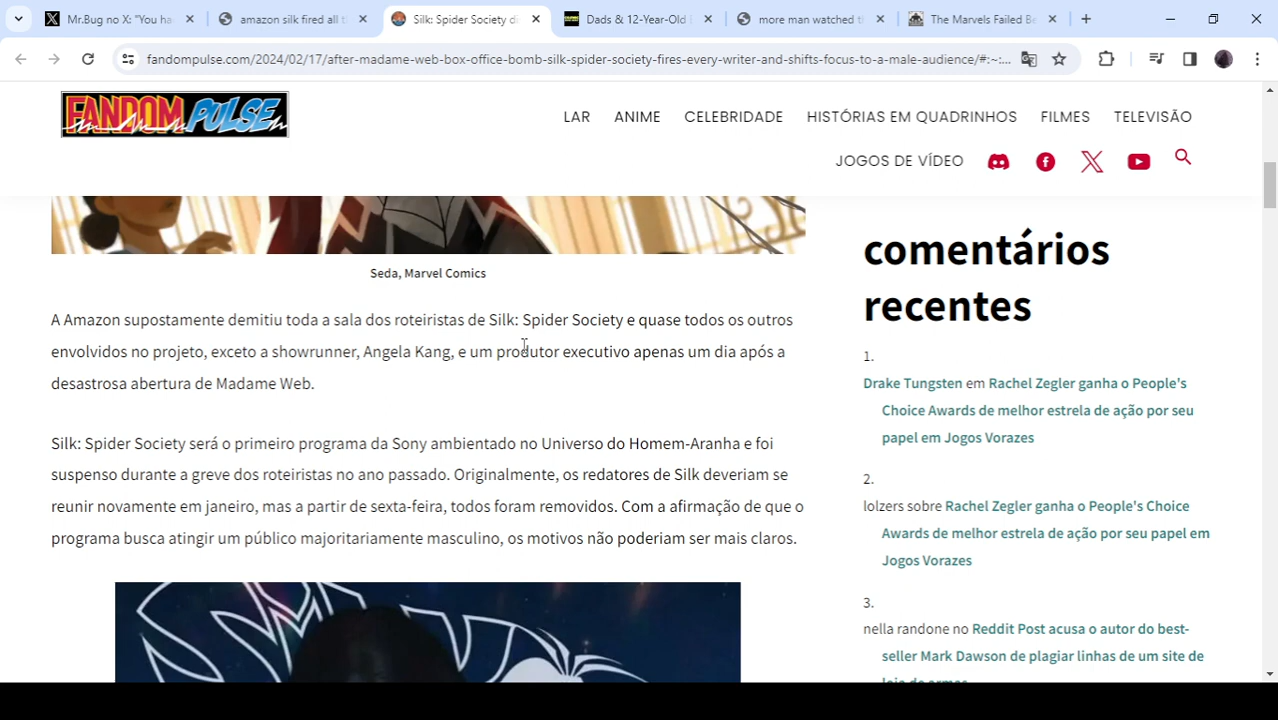 Mr.Bug no X: "You ha
amazon silk fired all t
Silk: Spider Society di
Dads & 12-Year-Old
more man watched t
The Marvels Failed Be
fandompulse.com/2024/02/17/after-madame-web-box-office-bomb-silk-spider-society-fires-every-writer-and-shifts-focus-to-a-male-audience/#:~:...
FANDOM PULSE
LAR
ANIME
CELEBRIDADE
HISTÓRIAS EM QUADRINHOS
FILMES
TELEVISÃO
JOGOS DE VÍDEO
Seda, Marvel Comics
A Amazon supostamente demitiu toda a sala dos roteiristas de Silk: Spider Society e quase todos os outros
envolvidos no projeto, exceto a showrunner, Angela Kang, e um produtor executivo apenas um dia após a
desastrosa abertura de Madame Web.
Silk: Spider Society será o primeiro programa da Sony ambientado no Universo do Homem-Aranha e foi
suspenso durante a greve dos roteiristas no ano passado. Originalmente, os redatores de Silk deveriam se
reunir novamente em janeiro, mas a partir de sexta-feira, todos foram removidos. Com a afirmação de que o
programa busca atingir um público majoritariamente masculino, os motivos não poderiam ser mais claros.
comentários
recentes
1.
Drake Tungsten em Rachel Zegler ganha o People's
Choice Awards de melhor estrela de ação por seu
papel em Jogos Vorazes
2.
lolzers sobre Rachel Zegler ganha o People's Choice
Awards de melhor estrela de ação por seu papel em
Jogos Vorazes
3.
nella randone no Reddit Post acusa o autor do best-
seller Mark Dawson de plagiar linhas de um site de
loja de armas